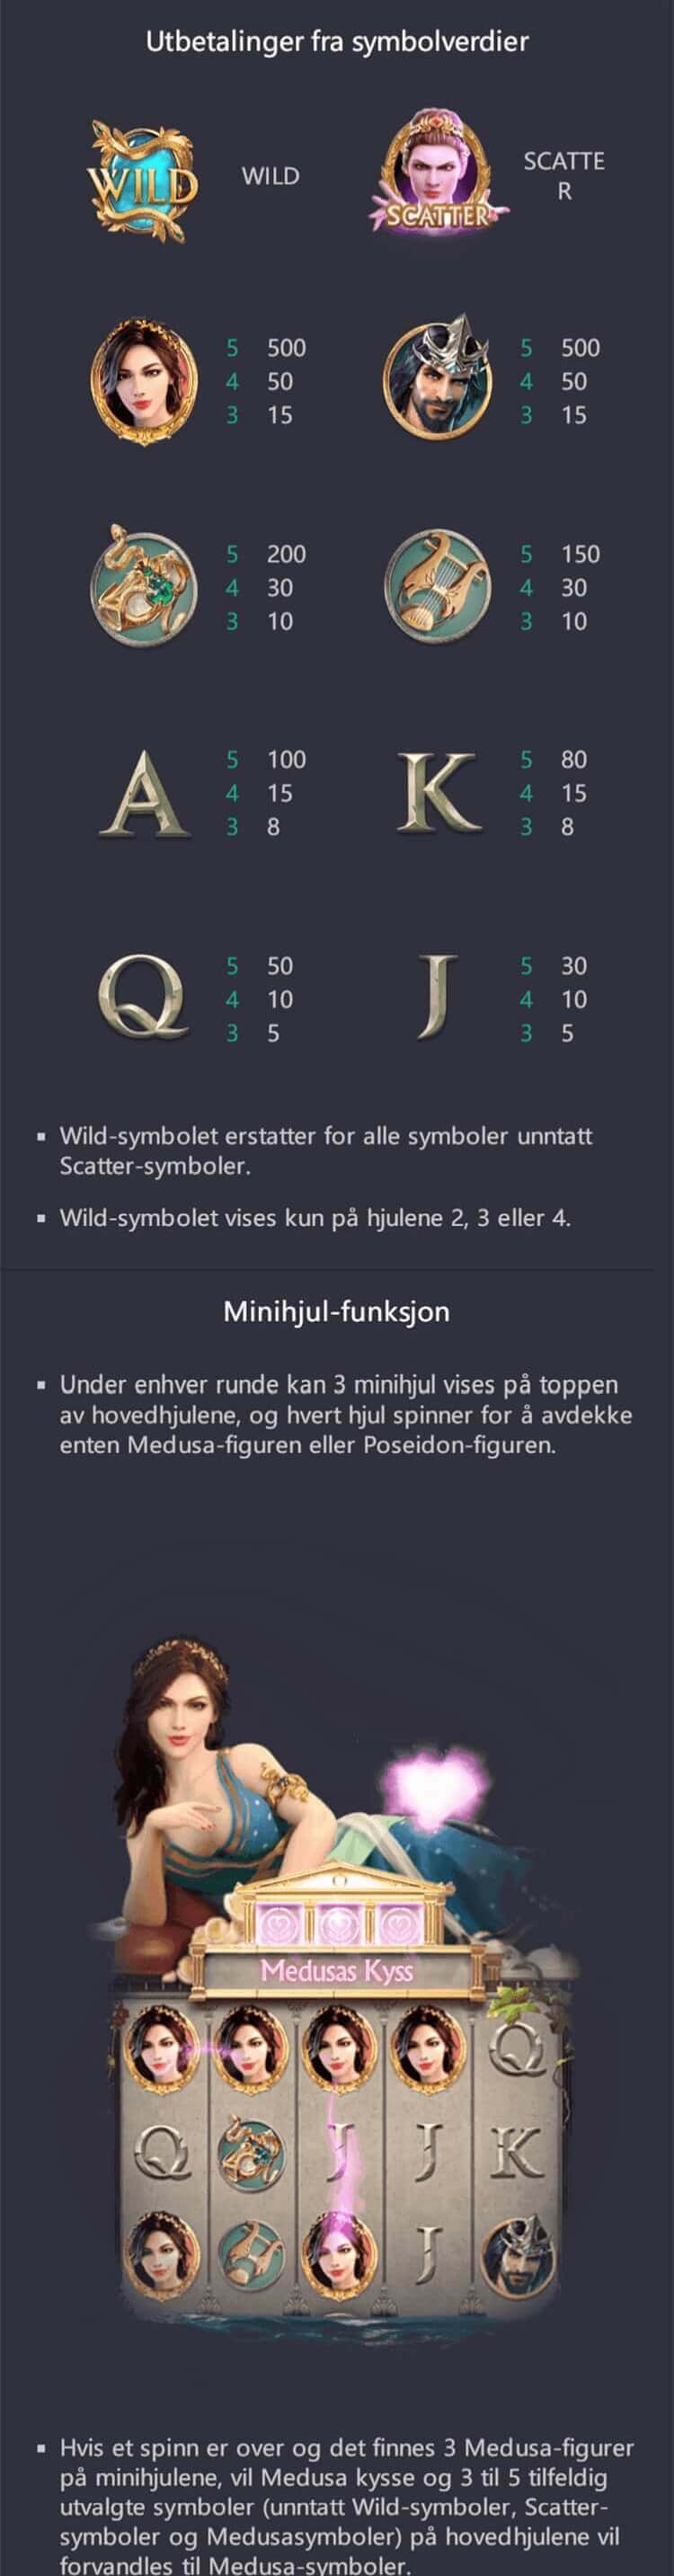 Utbetalinger fra symbolverdier
WILD
WILD
SCATTER
SCATTE
R
5 500
4 50
3 15
5 500
4 50
3 15
5 200
4 30
3 10
5 150
4 30
3 10
A
5 100
4 15
3 8
K
5 80
4 15
3 8
Q
5 50
4 10
3 5
J
5 30
4 10
3 5
▪ Wild-symbolet erstatter for alle symboler unntatt
Scatter-symboler.
▪ Wild-symbolet vises kun på hjulene 2, 3 eller 4.
Minihjul-funksjon
▪ Under enhver runde kan 3 minihjul vises på toppen
av hovedhjulene, og hvert hjul spinner for å avdekke
enten Medusa-figuren eller Poseidon-figuren.
Medusas Kyss
Q
Q J J K
J
▪ Hvis et spinn er over og det finnes 3 Medusa-figurer
på minihjulene, vil Medusa kysse og 3 til 5 tilfeldig
utvalgte symboler (unntatt Wild-symboler, Scatter-
symboler og Medusasymboler) på hovedhjulene vil
forvandles til Medusa-symboler.